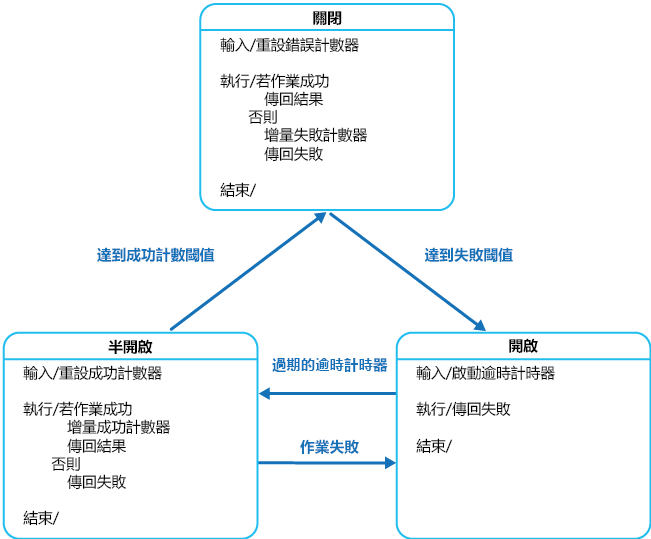 關閉
輸入/重設錯誤計數器
執行/若作業成功
傳回結果
否則
增量失敗計數器
傳回失敗
結束/
達到成功計數閾值
達到失敗閾值
半開啟
輸入/重設成功計數器
執行/若作業成功
增量成功計數器
傳回結果
否則
傳回失敗
結束/
過期的逾時計時器
作業失敗
開啟
輸入/啟動逾時計時器
執行/傳回失敗
結束/